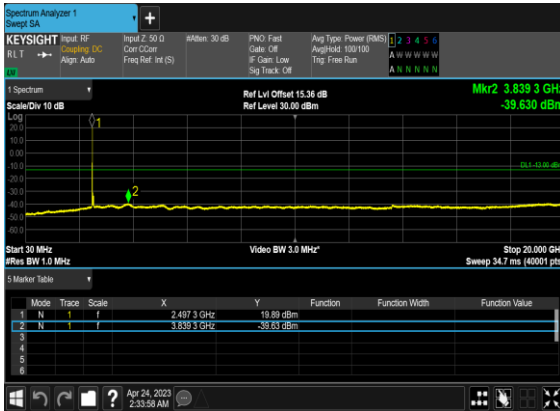 Spectrum Analyzer 1
Swept SA
+
KEYSIGHT
RLT
Input: RF
Coupling: DC
Align: Auto
Input Z: 50 Ω
Corr CCorr
Freq Ref: Int (S)
#Atten: 30 dB
PNO: Fast
Gate: Off
IF Gain: Low
Sig Track: Off
Avg Type: Power (RMS)
Avg|Hold: 100/100
Trig: Free Run
1 2 3 4 5 6
A W W W W W
A N N N N N
1 Spectrum
Scale/Div 10 dB
Ref Lvl Offset 15.36 dB
Ref Level 30.00 dBm
Mkr2 3.839 3 GHz
-39.630 dBm
Log
20.0
10.0
0.00
-10.0
-20.0
-30.0
-40.0
-50.0
-60.0
1
2
DL1 -13.00 dBm
Start 30 MHz
#Res BW 1.0 MHz
Video BW 3.0 MHz*
Stop 20.000 GHz
Sweep 34.7 ms (40001 pts)
5 Marker Table
Mode Trace Scale X Y Function Function Width Function Value
1 N 1 f 2.497 3 GHz 19.89 dBm
2 N 1 f 3.839 3 GHz -39.63 dBm
3
4
5
6
?
Apr 24, 2023
2:33:58 AM